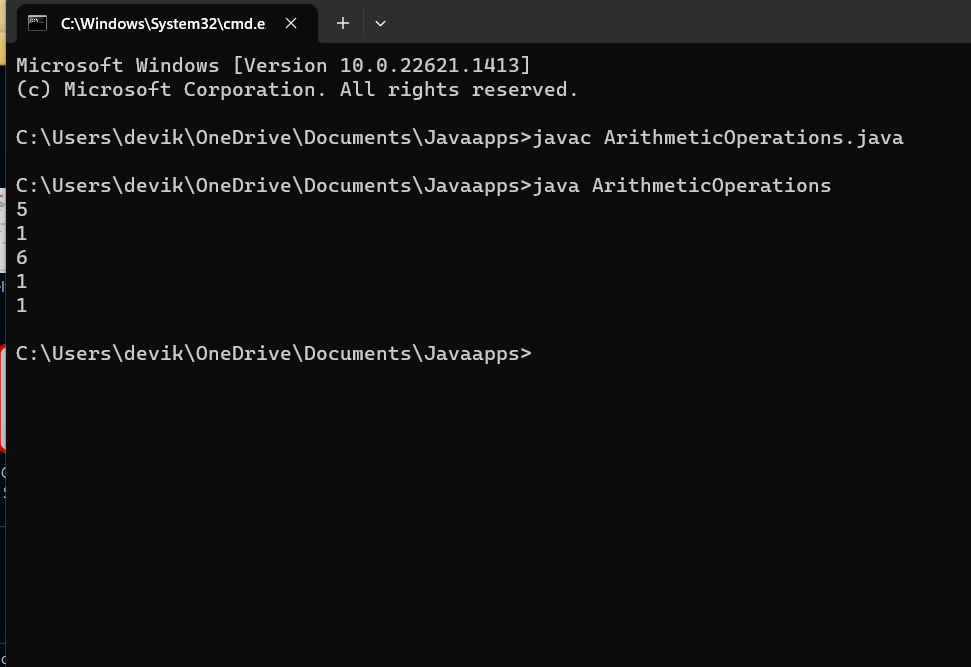 C:\Windows\System32\cmd.e
Microsoft Windows [Version 10.0.22621.1413]
(c) Microsoft Corporation. All rights reserved.
C:\Users\devik\OneDrive\Documents\Javaapps>javac ArithmeticOperations.java
C:\Users\devik\OneDrive\Documents\Javaapps>java ArithmeticOperations
5
1
6
1
1
C:\Users\devik\OneDrive\Documents\Javaapps>